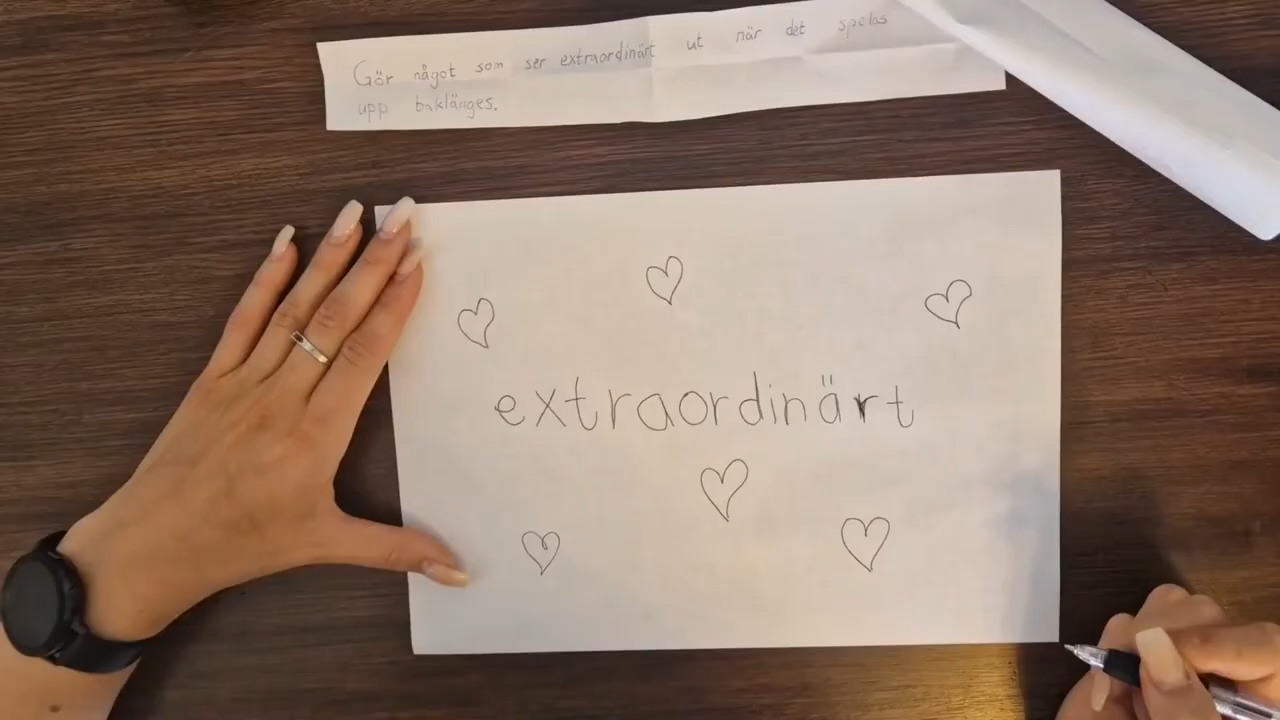 Gör något som ser extraordinärt ut när det spelas
upp baklänges.
extraordinärt